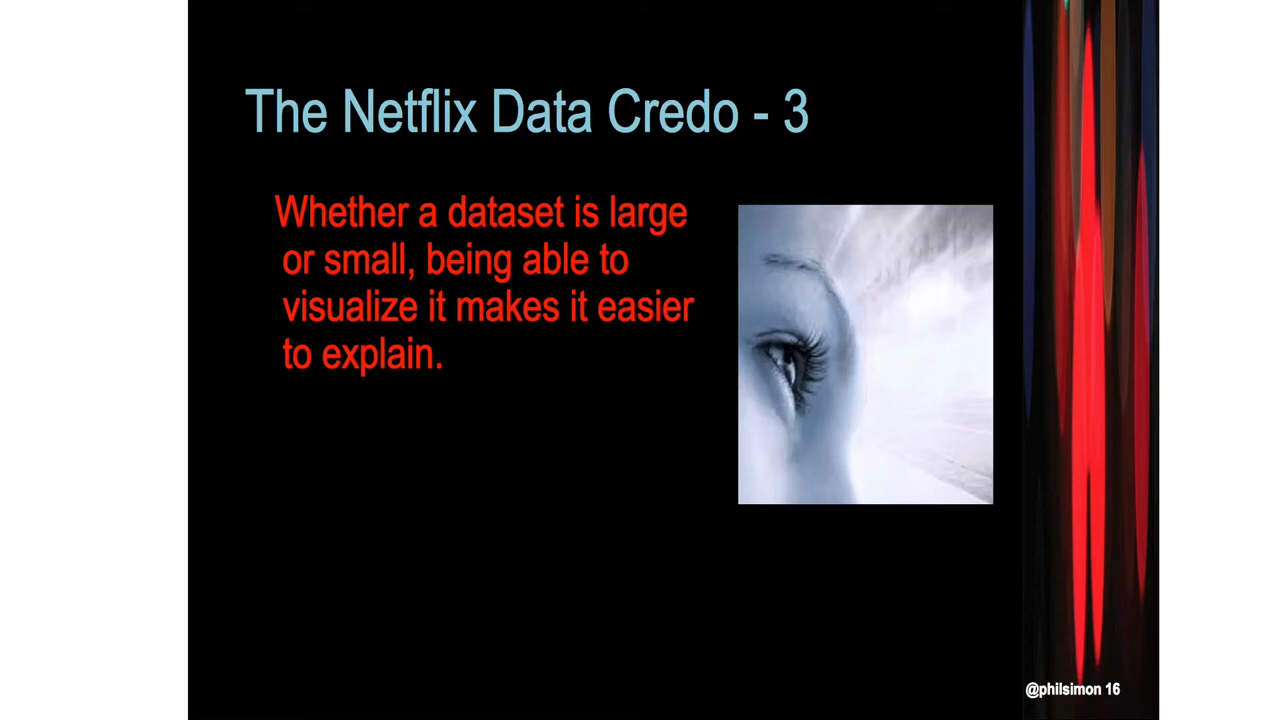 The Netflix Data Credo - 3
Whether a dataset is large
or small, being able to
visualize it makes it easier
to explain.
@philsimon 16